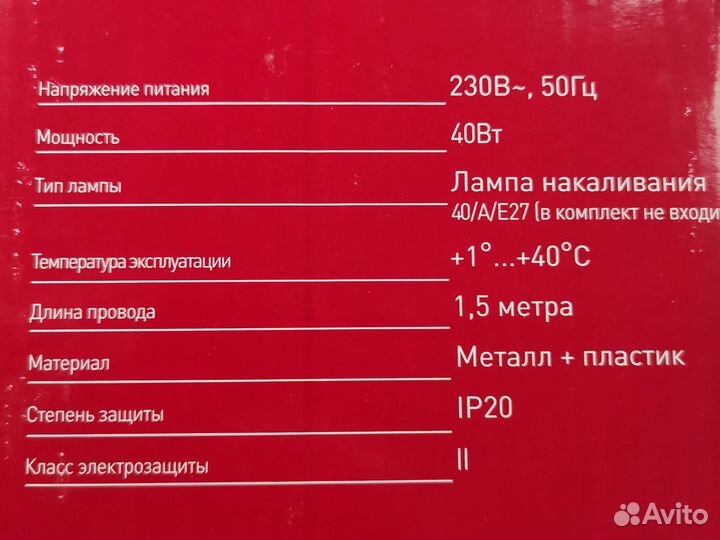 Напряжение питания 230В~, 50Гц
Мощность 40Вт
Тип лампы Лампа накаливания
40/А/Е27 (в комплект не входи
Температура эксплуатации +1°...+40°С
Длина провода 1,5 метра
Материал Металл + пластик
Степень защиты IP20
Класс электрозащиты II
Avito